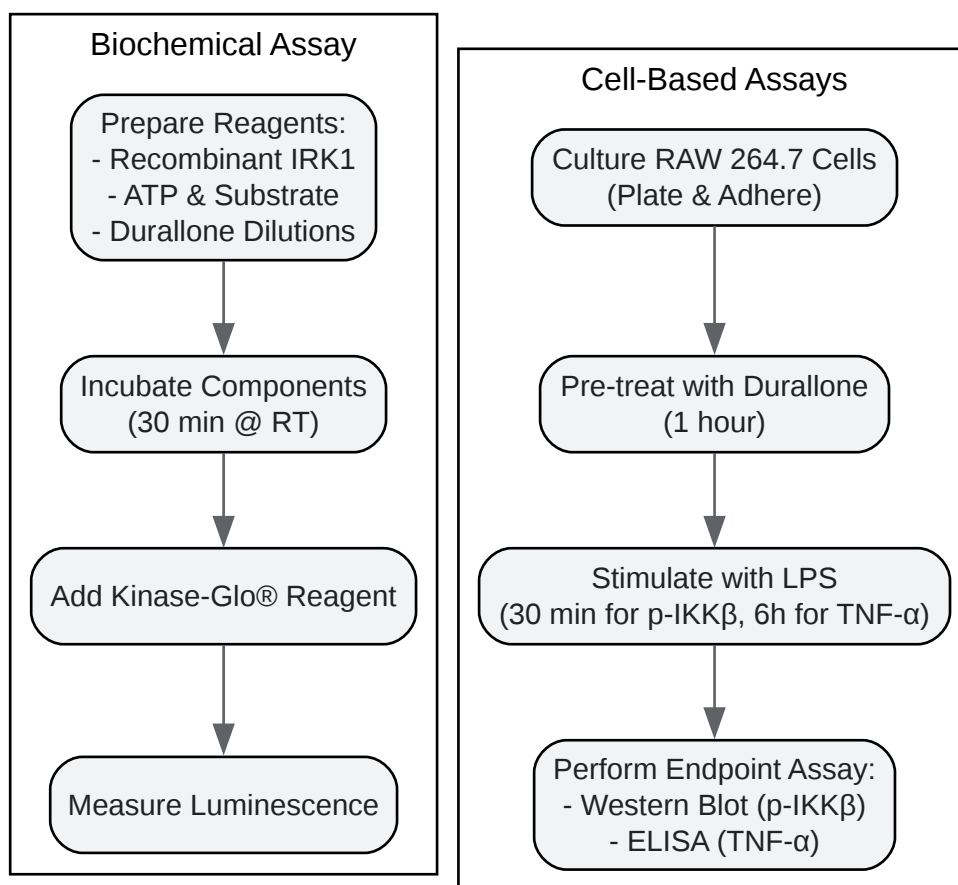 Biochemical Assay
Prepare Reagents:
- Recombinant IRK1
- ATP & Substrate
- Durallone Dilutions
Incubate Components
(30 min @ RT)
Add Kinase-Glo® Reagent
Measure Luminescence
Cell-Based Assays
Culture RAW 264.7 Cells
(Plate & Adhere)
Pre-treat with Durallone
(1 hour)
Stimulate with LPS
(30 min for p-IKKβ, 6h for TNF-α)
Perform Endpoint Assay:
- Western Blot (p-IKKβ)
- ELISA (TNF-α)